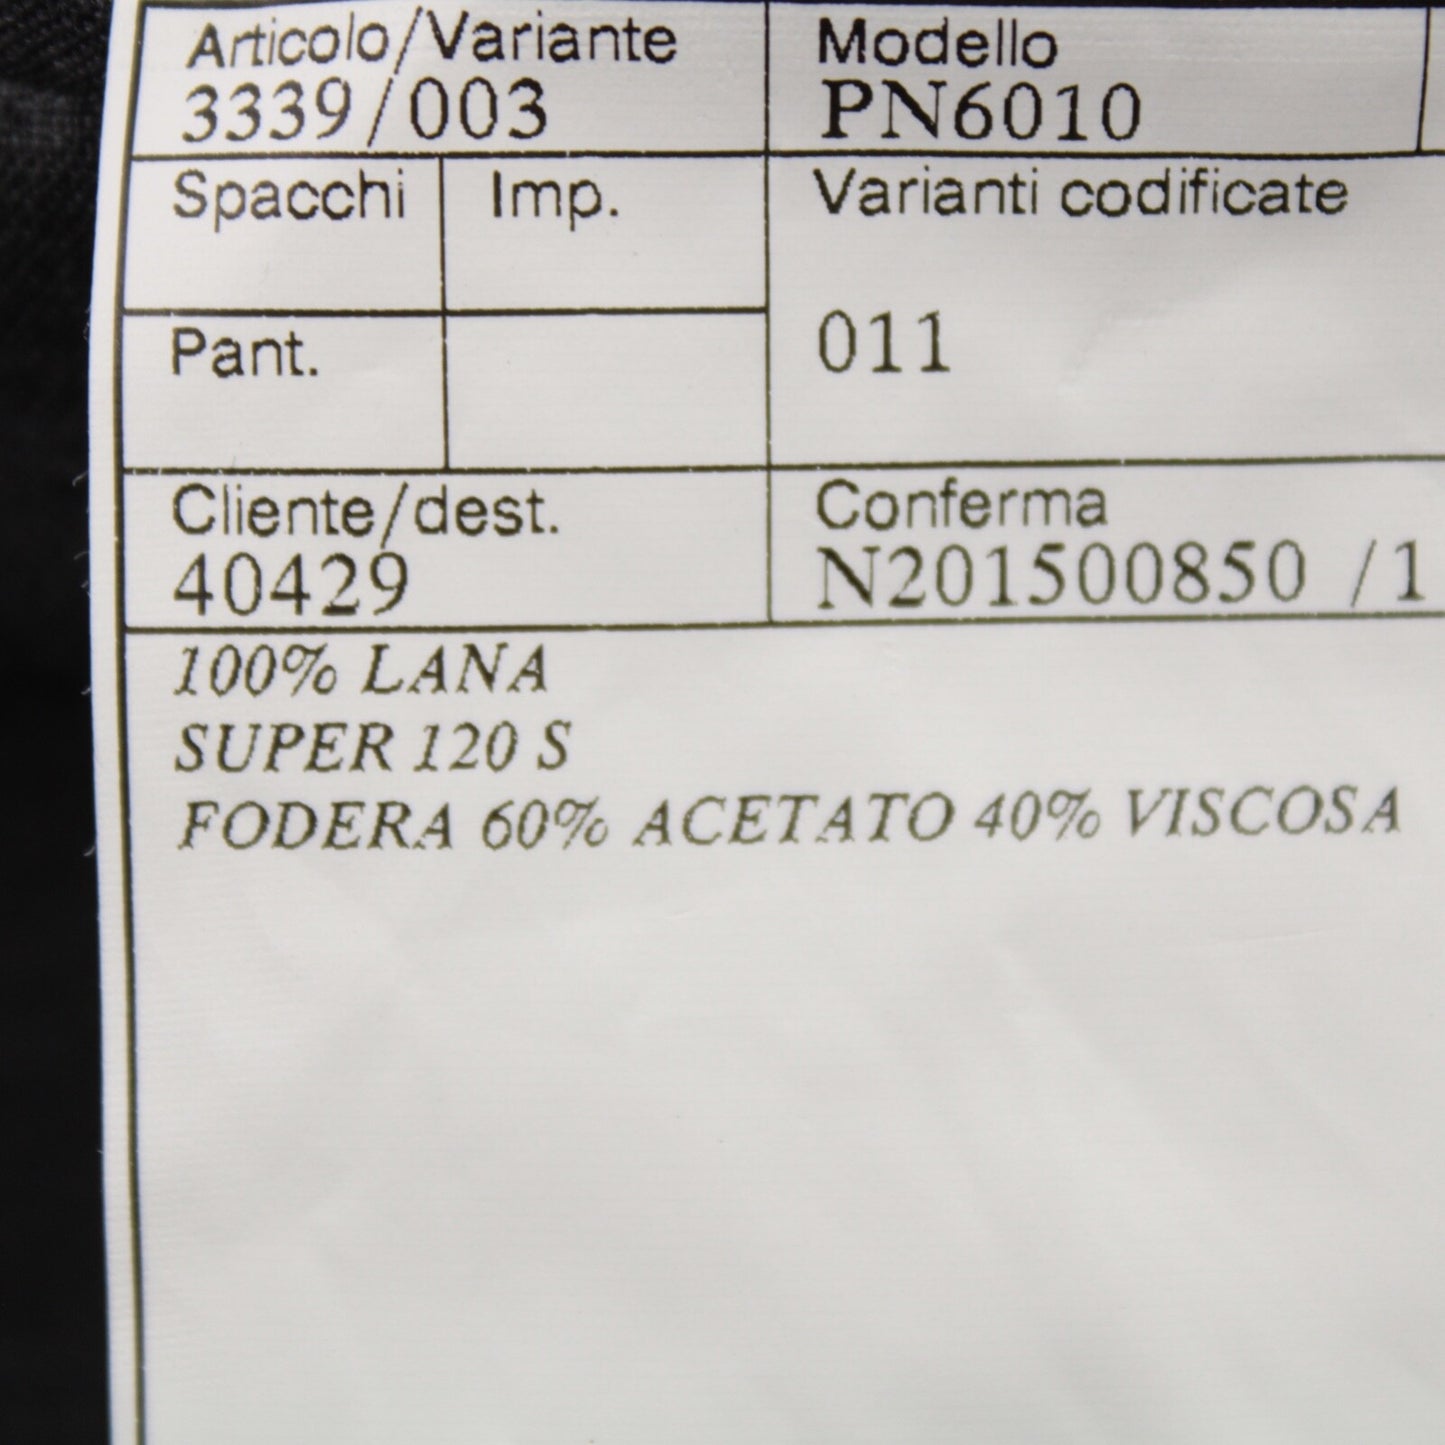 Articolo/Variante
3339/003
Modello
PN6010
Spacchi
Imp.
Varianti codificate
Pant.
011
Cliente/dest.
40429
Conferma
N201500850 /1
100% LANA
SUPER 120 S
FODERA 60% ACETATO 40% VISCOSA